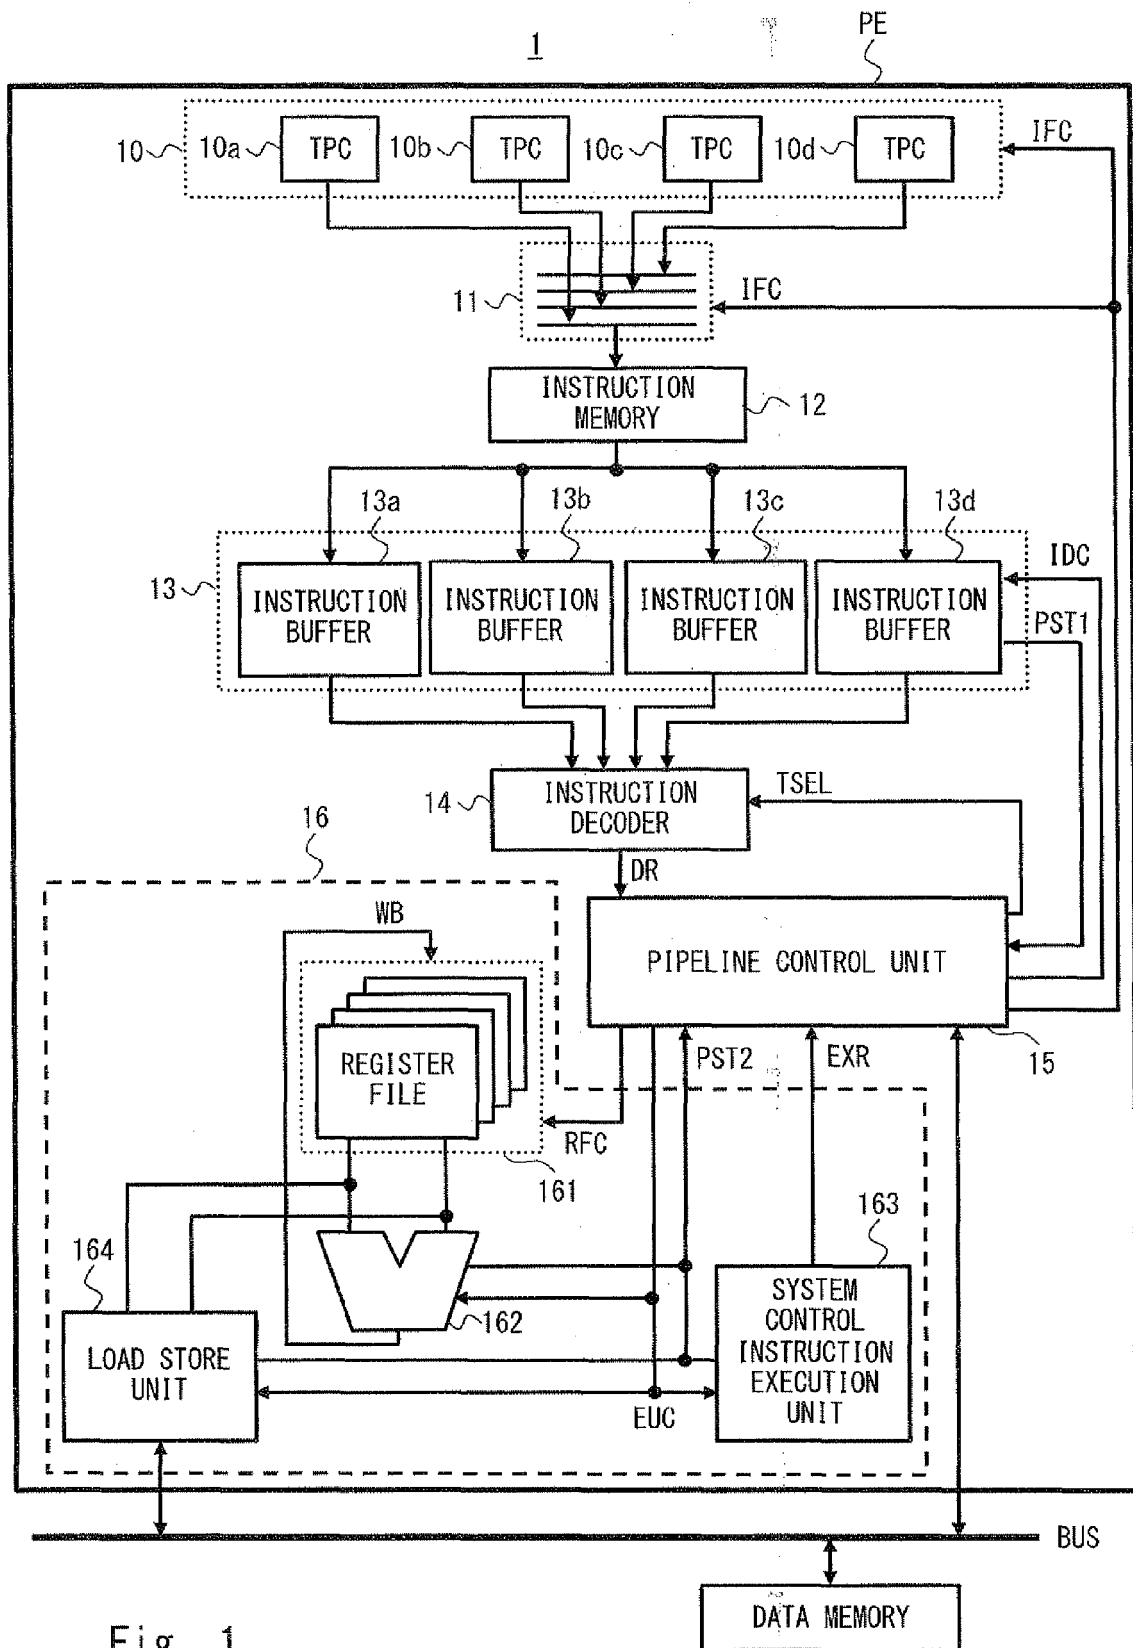 1
PE
10
10a
TPC
10b
TPC
10c
TPC
10d
TPC
IFC
11
IFC
INSTRUCTION
MEMORY
12
13a
13b
13c
13d
13
INSTRUCTION
BUFFER
INSTRUCTION
BUFFER
INSTRUCTION
BUFFER
INSTRUCTION
BUFFER
IDC
PST1
14
INSTRUCTION
DECODER
TSEL
16
DR
WB
PIPELINE CONTROL UNIT
REGISTER
FILE
PST2
EXR
15
RFC
161
163
164
162
SYSTEM
CONTROL
INSTRUCTION
EXECUTION
UNIT
LOAD STORE
UNIT
EUC
BUS
DATA MEMORY
Fig. 1